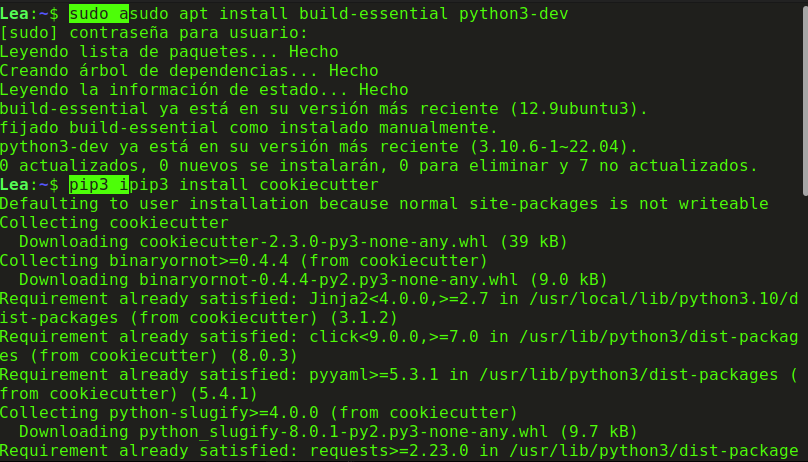 Lea:~$ sudo asudo apt install build-essential python3-dev
[sudo] contraseña para usuario:
Leyendo lista de paquetes... Hecho
Creando árbol de dependencias... Hecho
Leyendo la información de estado... Hecho
build-essential ya está en su versión más reciente (12.9ubuntu3).
fijado build-essential como instalado manualmente.
python3-dev ya está en su versión más reciente (3.10.6-1~22.04).
0 actualizados, 0 nuevos se instalarán, 0 para eliminar y 7 no actualizados.
Lea:~$ pip3 ipip3 install cookiecutter
Defaulting to user installation because normal site-packages is not writeable
Collecting cookiecutter
  Downloading cookiecutter-2.3.0-py3-none-any.whl (39 kB)
Collecting binaryornot>=0.4.4 (from cookiecutter)
  Downloading binaryornot-0.4.4-py2.py3-none-any.whl (9.0 kB)
Requirement already satisfied: Jinja2<4.0.0,>=2.7 in /usr/local/lib/python3.10/d
ist-packages (from cookiecutter) (3.1.2)
Requirement already satisfied: click<9.0.0,>=7.0 in /usr/lib/python3/dist-packag
es (from cookiecutter) (8.0.3)
Requirement already satisfied: pyyaml>=5.3.1 in /usr/lib/python3/dist-packages (
from cookiecutter) (5.4.1)
Collecting python-slugify>=4.0.0 (from cookiecutter)
  Downloading python_slugify-8.0.1-py2.py3-none-any.whl (9.7 kB)
Requirement already satisfied: requests>=2.23.0 in /usr/lib/python3/dist-package